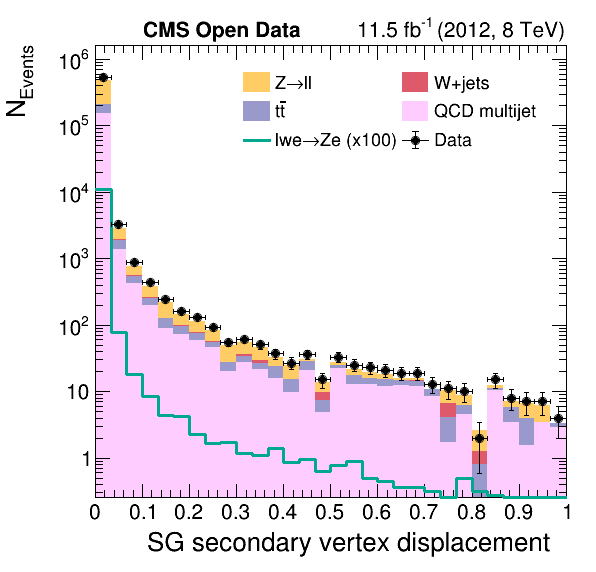 CMS Open Data 11.5 fb⁻¹ (2012, 8 TeV)
N_Events
10⁶
10⁵
10⁴
10³
10²
10
1
Z→ll W+jets
tt̄ QCD multijet
lwe→Ze (x100) Data
0 0.1 0.2 0.3 0.4 0.5 0.6 0.7 0.8 0.9 1
SG secondary vertex displacement